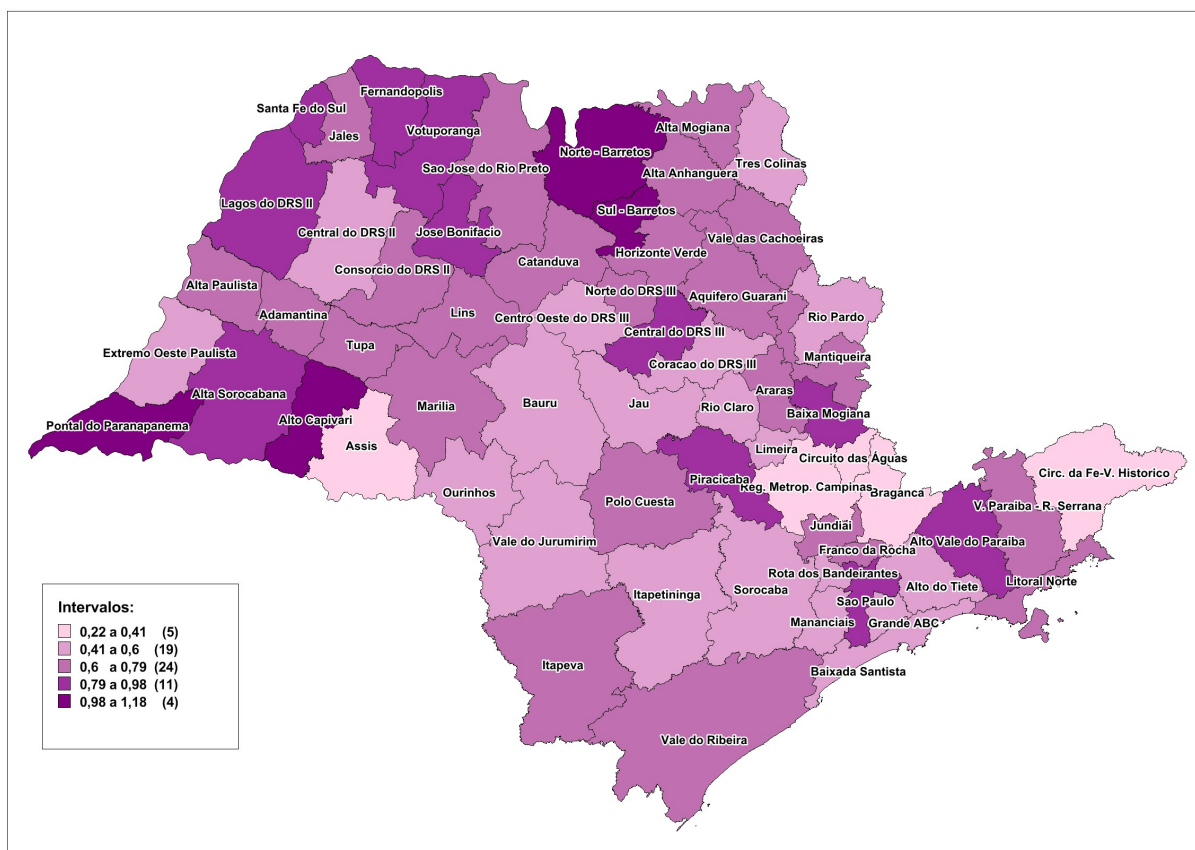 Fernandopolis
Santa Fe do Sul
Votuporanga
Jales
Alta Mogiana
Norte - Barretos
Tres Colinas
Sao Jose do Rio Preto
Alta Anhanguera
Lagos do DRS II
Sul - Barretos
Central do DRS II
Jose Bonifacio
Vale das Cachoeiras
Horizonte Verde
Catanduva
Consorcio do DRS II
Alta Paulista
Norte do DRS III
Aquifero Guarani
Adamantina
Lins
Centro Oeste do DRS III
Rio Pardo
Central do DRS III
Tupa
Extremo Oeste Paulista
Mantiqueira
Coracao do DRS III
Alta Sorocabana
Araras
Marilia
Bauru
Jau
Rio Claro
Baixa Mogiana
Alto Capivari
Pontal do Paranapanema
Assis
Limeira
Circuito das Águas
Circ. da Fe-V. Historico
Piracicaba
Reg. Metrop. Campinas
Ourinhos
Braganca
Polo Cuesta
V. Paraiba - R. Serrana
Jundiäi
Vale do Jurumirim
Alto Vale do Paraiba
Franco da Rocha
Rota dos Bandeirantes
Litoral Norte
Alto do Tiete
Sorocaba
Itapetininga
Sao Paulo
Mananciais
Grande ABC
Itapeva
Baixada Santista
Vale do Ribeira
Intervalos:
0,22 a 0,41 (5)
0,41 a 0,6 (19)
0,6 a 0,79 (24)
0,79 a 0,98 (11)
0,98 a 1,18 (4)